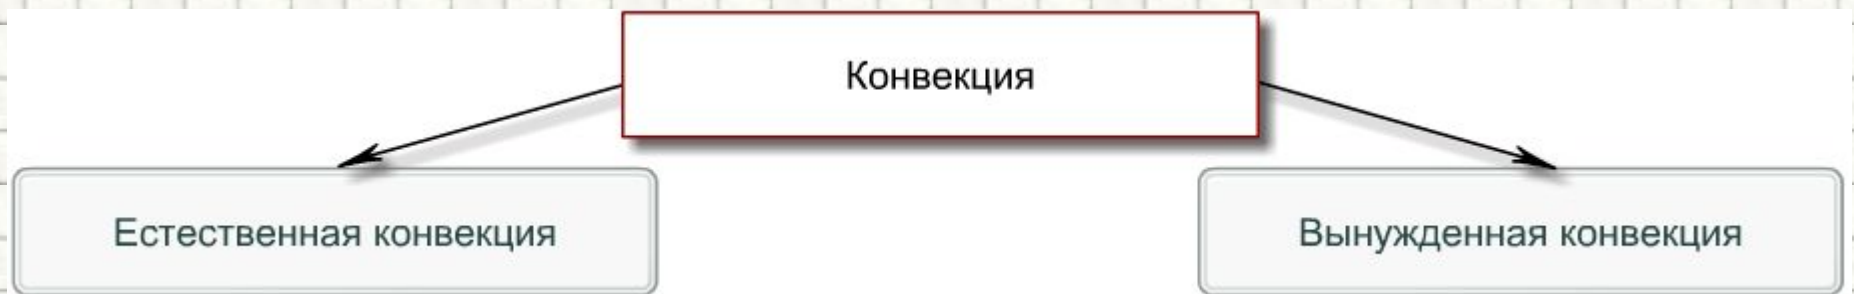 Конвекция
Естественная конвекция
Вынужденная конвекция